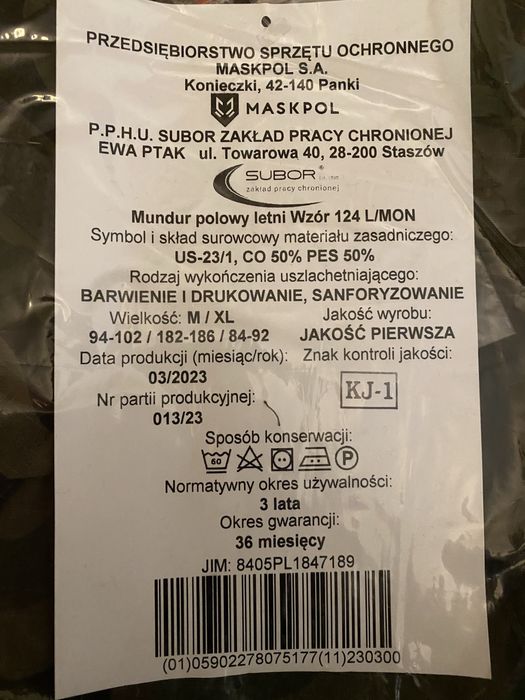 PRZEDSIĘBIORSTWO SPRZĘTU OCHRONNEGO
MASKPOL S.A.
Konieczki, 42-140 Panki
MASKPOL
P.P.H.U. SUBOR ZAKŁAD PRACY CHRONIONEJ
EWA PTAK ul. Towarowa 40, 28-200 Staszów
SUBOR®
zakład pracy chronionej
Mundur polowy letni Wzór 124 L/MON
Symbol i skład surowcowy materiału zasadniczego:
US-23/1, CO 50% PES 50%
Rodzaj wykończenia uszlachetniającego:
BARWIENIE I DRUKOWANIE, SANFORYZOWANIE
Wielkość: M / XL Jakość wyrobu:
94-102 / 182-186 / 84-92 JAKOŚĆ PIERWSZA
Data produkcji (miesiąc/rok): Znak kontroli jakości:
03/2023
KJ-1
Nr partii produkcyjnej:
013/23
Sposób konserwacji:
60 P
Normatywny okres używalności:
3 lata
Okres gwarancji:
36 miesięcy
JIM: 8405PL1847189
(01)05902278075177(11)230300